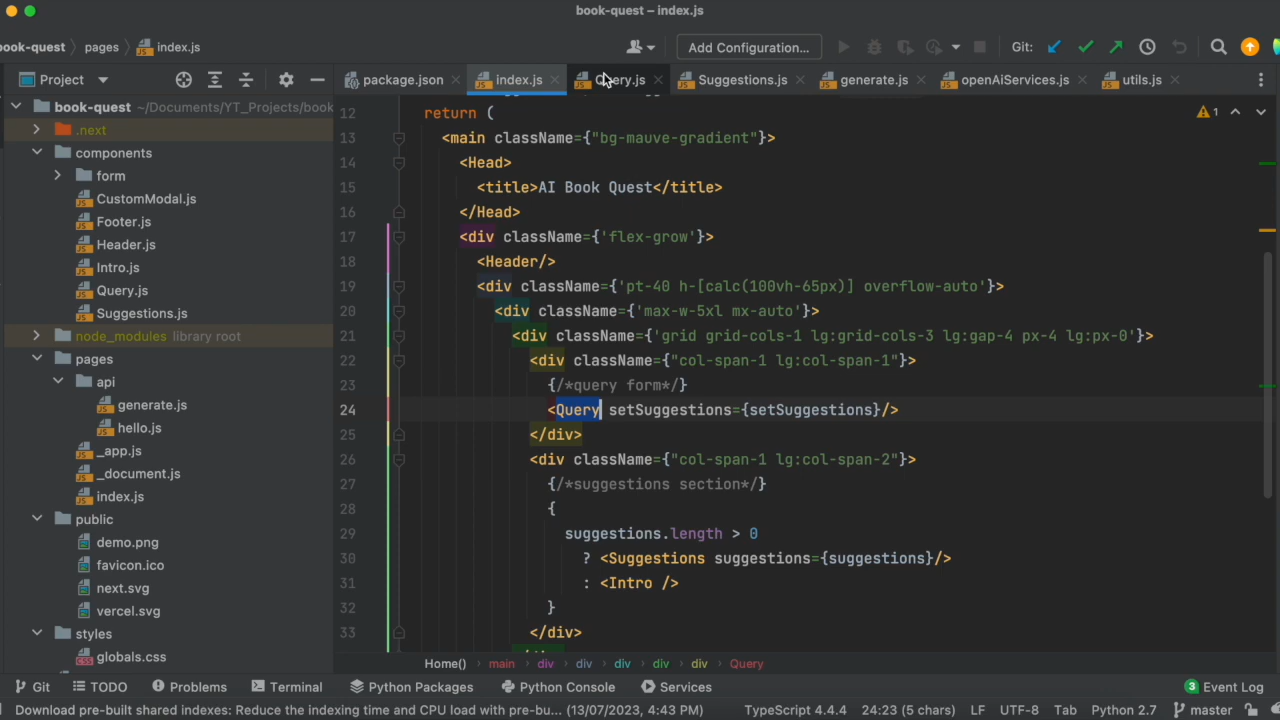 book-quest – index.js
book-quest
pages
index.js
Add Configuration...
Git:
Project
package.json
index.js
Query.js
Suggestions.js
generate.js
openAiServices.js
utils.js
book-quest ~/Documents/YT_Projects/book
.next
components
form
CustomModal.js
Footer.js
Header.js
Intro.js
Query.js
Suggestions.js
node_modules library root
pages
api
generate.js
hello.js
_app.js
_document.js
index.js
public
demo.png
favicon.ico
next.svg
vercel.svg
styles
globals.css
12 return (
13 <main className={"bg-mauve-gradient"}>
14 <Head>
15 <title>AI Book Quest</title>
16 </Head>
17 <div className={'flex-grow'}>
18 <Header/>
19 <div className={'pt-40 h-[calc(100vh-65px)] overflow-auto'}>
20 <div className={'max-w-5xl mx-auto'}>
21 <div className={'grid grid-cols-1 lg:grid-cols-3 lg:gap-4 px-4 lg:px-0'}>
22 <div className={"col-span-1 lg:col-span-1"}>
23 {/*query form*/}
24 <Query setSuggestions={setSuggestions}/>
25 </div>
26 <div className={"col-span-1 lg:col-span-2"}>
27 {/*suggestions section*/}
28 {
29 suggestions.length > 0
30 ? <Suggestions suggestions={suggestions}/>
31 : <Intro />
32 }
33 </div>
1
Home() main div div div div div Query
Git TODO Problems Terminal Python Packages Python Console Services 3 Event Log
Download pre-built shared indexes: Reduce the indexing time and CPU load with pre-bu... (13/07/2023, 4:43 PM) TypeScript 4.4.4 24:23 (5 chars) LF UTF-8 Tab Python 2.7 master